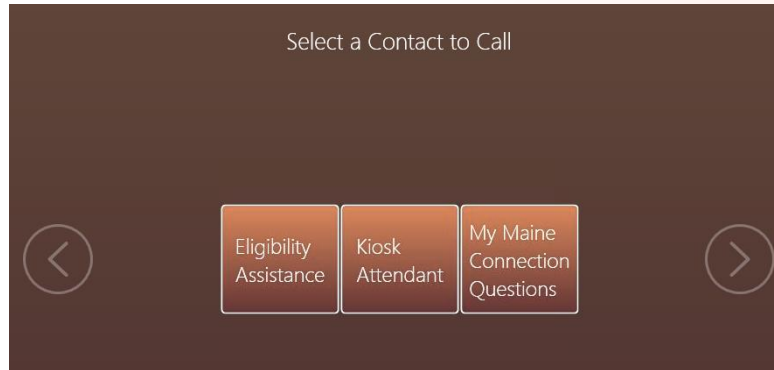 Select a Contact to Call
Eligibility
Assistance
Kiosk
Attendant
My Maine
Connection
Questions